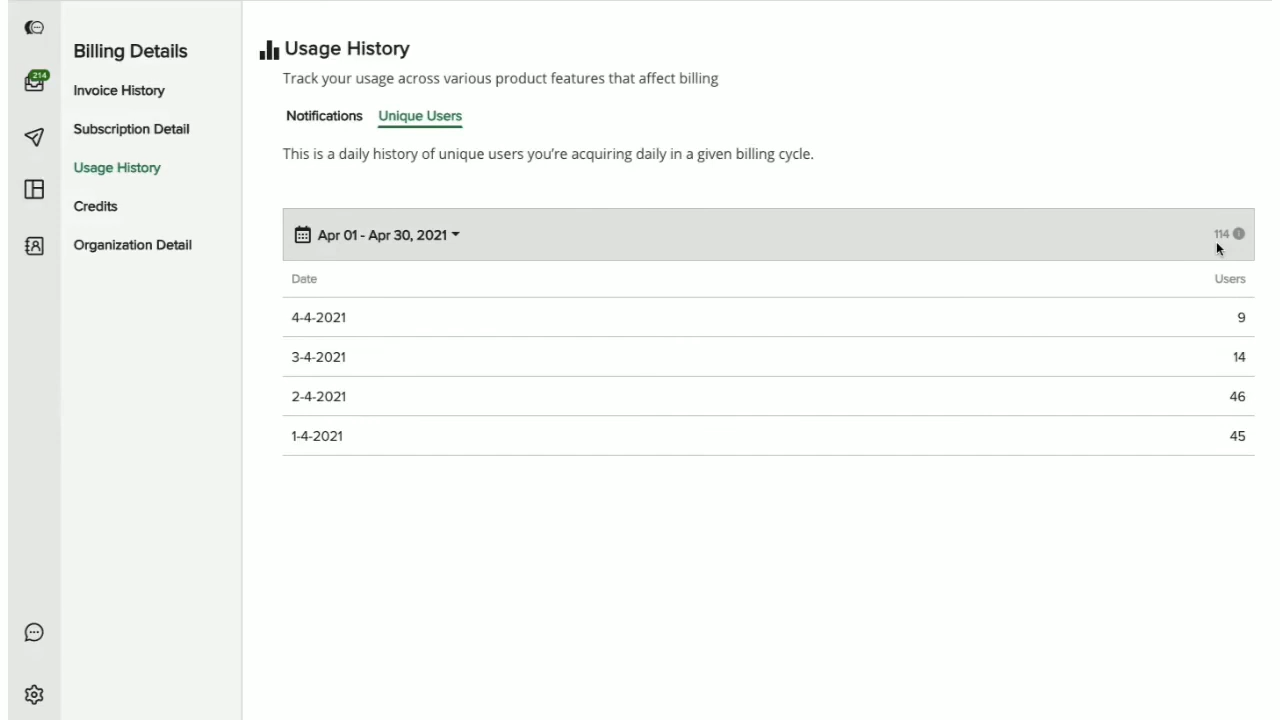 214
Billing Details
Invoice History
Subscription Detail
Usage History
Credits
Organization Detail
Usage History
Track your usage across various product features that affect billing
Notifications Unique Users
This is a daily history of unique users you're acquiring daily in a given billing cycle.
Apr 01 - Apr 30, 2021 114
Date Users
4-4-2021 9
3-4-2021 14
2-4-2021 46
1-4-2021 45